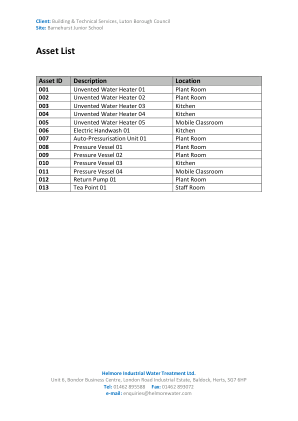 Client: Building & Technical Services, Luton Borough Council
Site: Barnehurst Junior School
Asset List
Asset ID Description Location
001 Unvented Water Heater 01 Plant Room
002 Unvented Water Heater 02 Plant Room
003 Unvented Water Heater 03 Kitchen
004 Unvented Water Heater 04 Kitchen
005 Unvented Water Heater 05 Mobile Classroom
006 Electric Handwash 01 Kitchen
007 Auto-Pressurisation Unit 01 Plant Room
008 Pressure Vessel 01 Plant Room
009 Pressure Vessel 02 Plant Room
010 Pressure Vessel 03 Kitchen
011 Pressure Vessel 04 Mobile Classroom
012 Return Pump 01 Plant Room
013 Tea Point 01 Staff Room
Helmore Industrial Water Treatment Ltd.
Unit 6, Bondor Business Centre, London Road Industrial Estate, Baldock, Herts, SG7 6HP
Tel: 01462 895588 Fax: 01462 893872
e-mail: enquiries@helmorewater.com